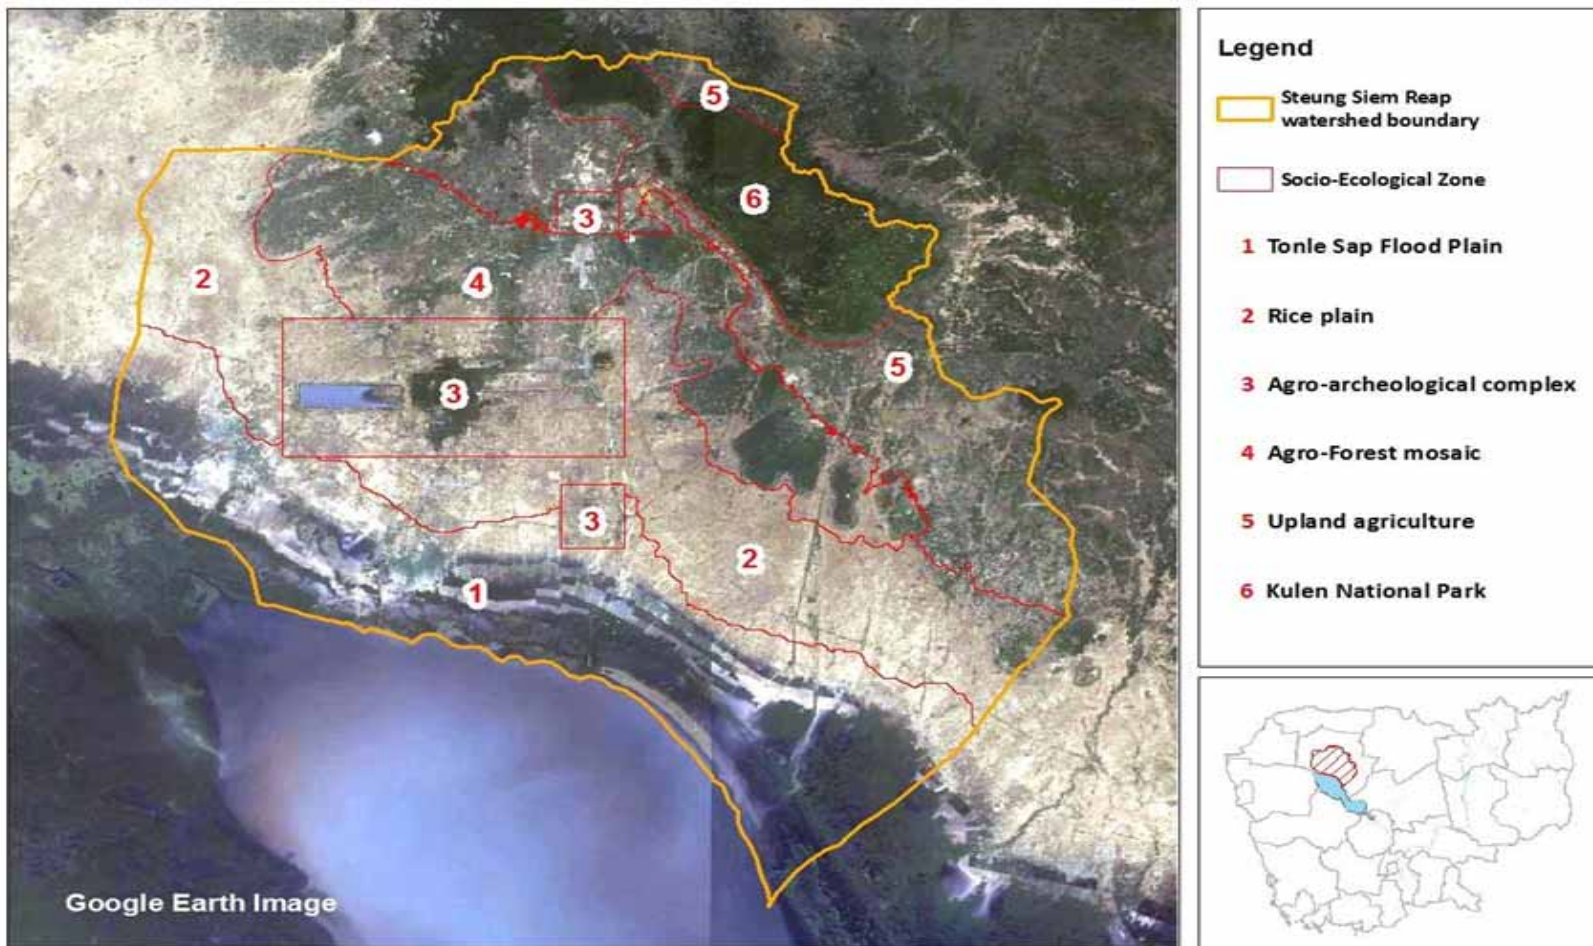 5
6
3
2
4
5
3
3
2
1
Google Earth Image
Legend
Steung Siem Reap
watershed boundary
Socio-Ecological Zone
1 Tonle Sap Flood Plain
2 Rice plain
3 Agro-archeological complex
4 Agro-Forest mosaic
5 Upland agriculture
6 Kulen National Park